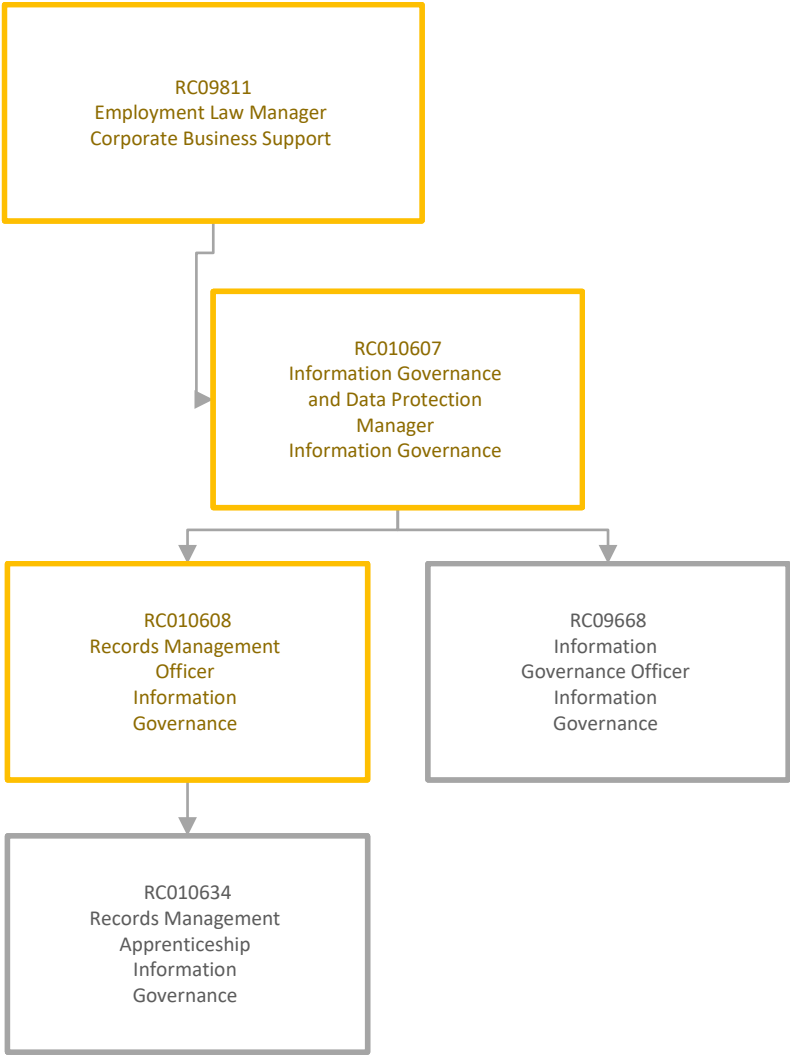 RC09811
Employment Law Manager
Corporate Business Support
RC010607
Information Governance
and Data Protection
Manager
Information Governance
RC010608
Records Management
Officer
Information
Governance
RC09668
Information
Governance Officer
Information
Governance
RC010634
Records Management
Apprenticeship
Information
Governance